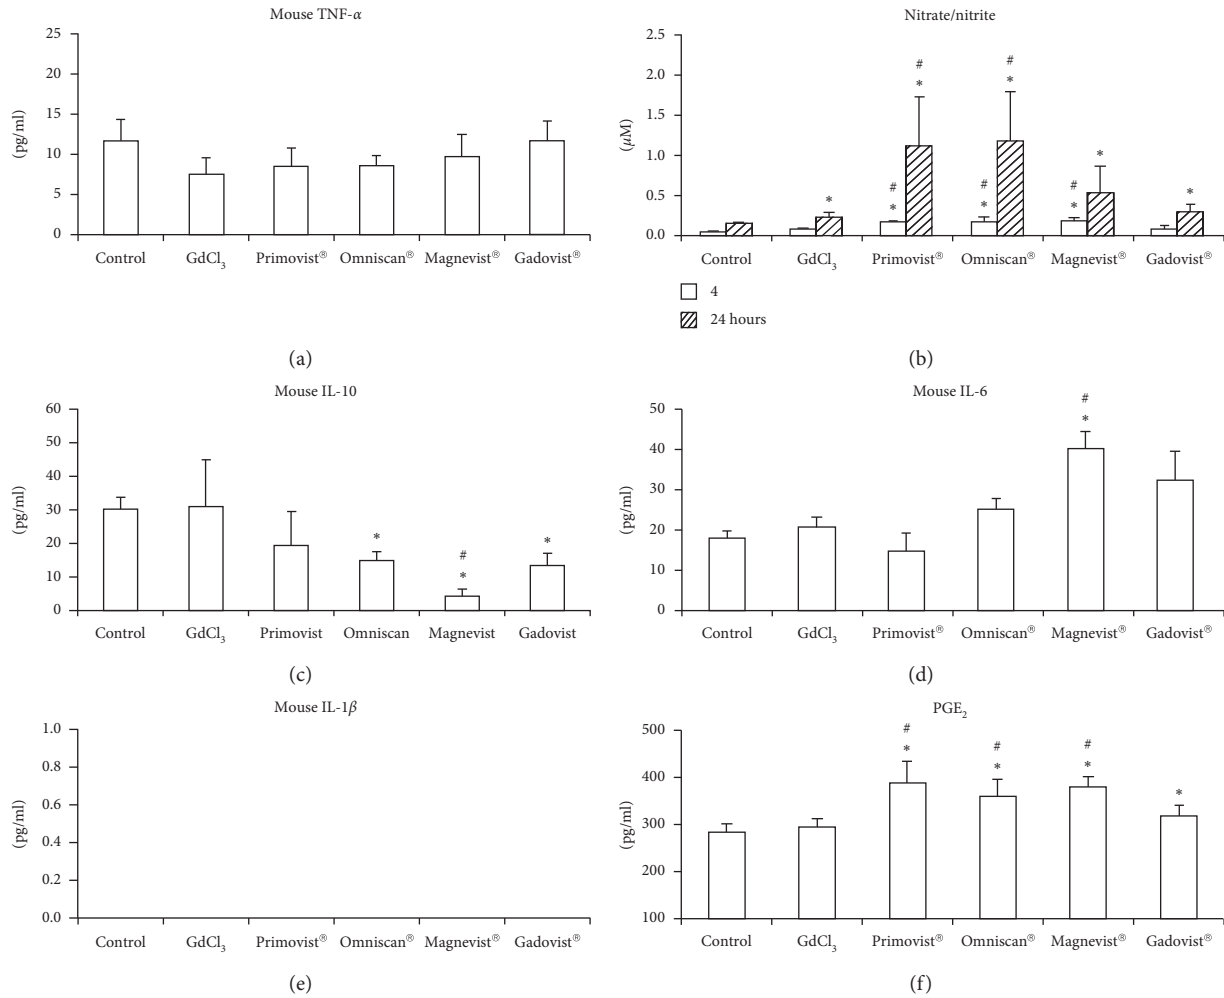 Mouse TNF-α
25
20
15
10
5
0
(pg/ml)
Control GdCl3 Primovist® Omniscan® Magnevist® Gadovist®
(a)
Nitrate/nitrite
2.5
2.0
1.5
1.0
0.5
0.0
(μM)
# #
* *
# # # *
* * * * *
Control GdCl3 Primovist® Omniscan® Magnevist® Gadovist®
4
24 hours
(b)
Mouse IL-10
60
50
40
30
20
10
0
(pg/ml)
* # *
*
Control GdCl3 Primovist Omniscan Magnevist Gadovist
(c)
Mouse IL-6
50
40
30
20
10
0
(pg/ml)
#
*
Control GdCl3 Primovist® Omniscan® Magnevist® Gadovist®
(d)
Mouse IL-1β
1.0
0.8
0.6
0.4
0.2
0.0
(pg/ml)
Control GdCl3 Primovist® Omniscan® Magnevist® Gadovist®
(e)
PGE2
500
400
300
200
100
(pg/ml)
# # #
* * * *
Control GdCl3 Primovist® Omniscan® Magnevist® Gadovist®
(f)